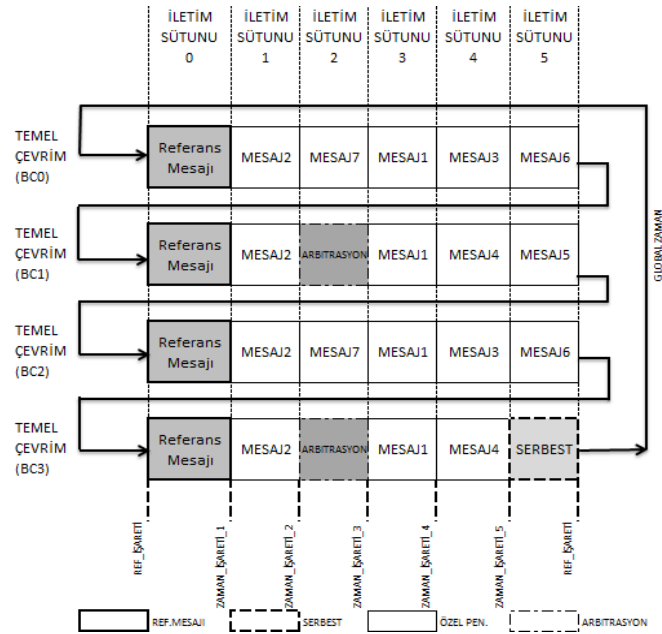 İLETİM SÜTUNU 0
İLETİM SÜTUNU 1
İLETİM SÜTUNU 2
İLETİM SÜTUNU 3
İLETİM SÜTUNU 4
İLETİM SÜTUNU 5
TEMEL ÇEVRİM (BC0)
Referans Mesajı
MESAJ2
MESAJ7
MESAJ1
MESAJ3
MESAJ6
TEMEL ÇEVRİM (BC1)
Referans Mesajı
MESAJ2
ARBITRASYON
MESAJ1
MESAJ4
MESAJ5
TEMEL ÇEVRİM (BC2)
Referans Mesajı
MESAJ2
MESAJ7
MESAJ1
MESAJ3
MESAJ6
TEMEL ÇEVRİM (BC3)
Referans Mesajı
MESAJ2
ARBITRASYON
MESAJ1
MESAJ4
SERBEST
GLOBAL ZAMAN
REF_İŞARETİ
ZAMAN_İŞARETİ_1
ZAMAN_İŞARETİ_2
ZAMAN_İŞARETİ_3
ZAMAN_İŞARETİ_4
ZAMAN_İŞARETİ_5
REF_İŞARETİ
REF.MESAJI
SERBEST
ÖZEL PEN.
ARBITRASYON